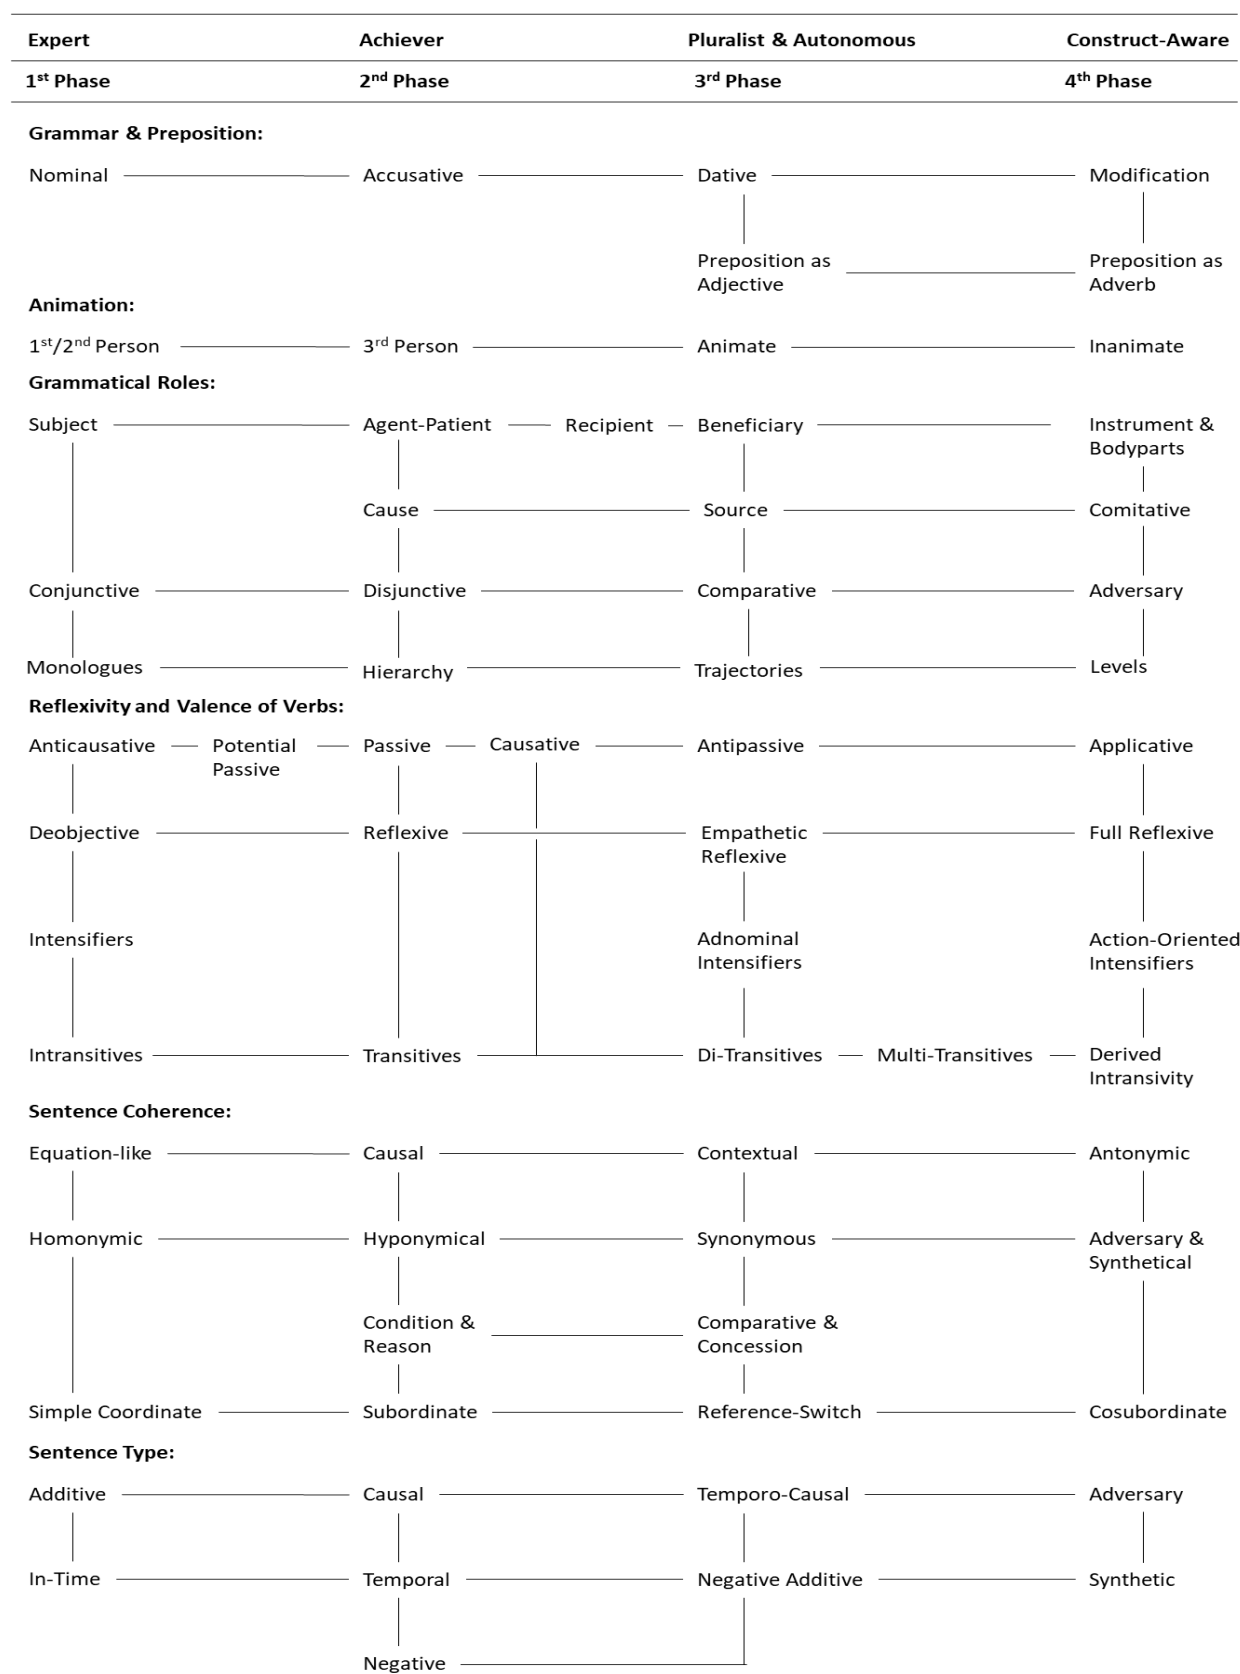 Expert Achiever Pluralist & Autonomous Construct-Aware
1st Phase 2nd Phase 3rd Phase 4th Phase
Grammar & Preposition:
Nominal Accusative Dative Modification
Preposition as Preposition as
Adjective Adverb
Animation:
1st/2nd Person 3rd Person Animate Inanimate
Grammatical Roles:
Subject Agent-Patient Recipient Beneficiary Instrument &
Bodyparts
Cause Source Comitative
Conjunctive Disjunctive Comparative Adversary
Monologues Hierarchy Trajectories Levels
Reflexivity and Valence of Verbs:
Anticausative Potential Passive Causative Antipassive Applicative
Passive
Deobjective Reflexive Empathetic Full Reflexive
Reflexive
Intensifiers Adnominal Action-Oriented
Intensifiers Intensifiers
Intransitives Transitives Di-Transitives Multi-Transitives Derived
Intransivity
Sentence Coherence:
Equation-like Causal Contextual Antonymic
Homonymic Hyponymical Synonymous Adversary &
Synthetical
Condition & Comparative &
Reason Concession
Simple Coordinate Subordinate Reference-Switch Cosubordinate
Sentence Type:
Additive Causal Temporo-Causal Adversary
In-Time Temporal Negative Additive Synthetic
Negative